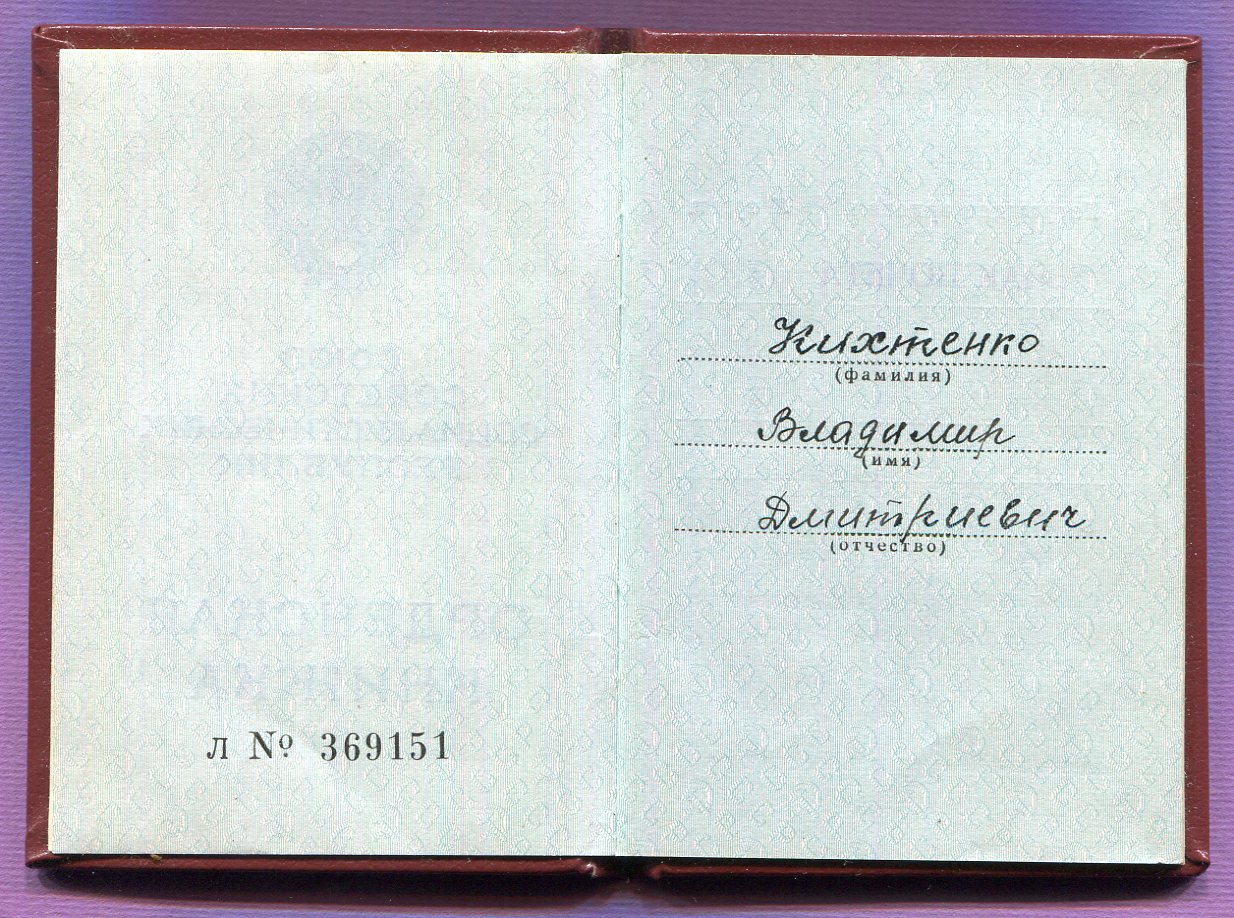 л № 369151
Кихтенко
(фамилия)
Владимир
(имя)
Дмитриевич
(отчество)